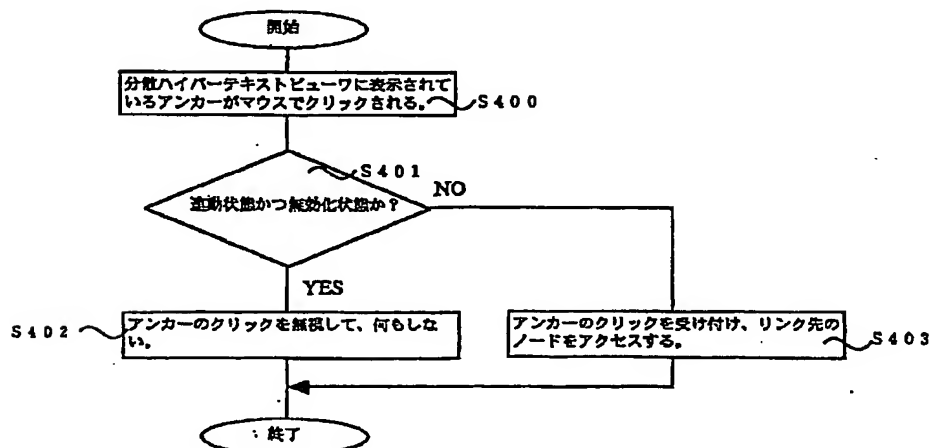 開始
分散ハイパーテキストビューワに表示されて
いるアンカーがマウスでクリックされる。
S400
S401
連動状態かつ無効化状態か?
NO
YES
S402
アンカーのクリックを無視して、何もしな
い。
アンカーのクリックを受け付け、リンク先の
ノードをアクセスする。
S403
終了